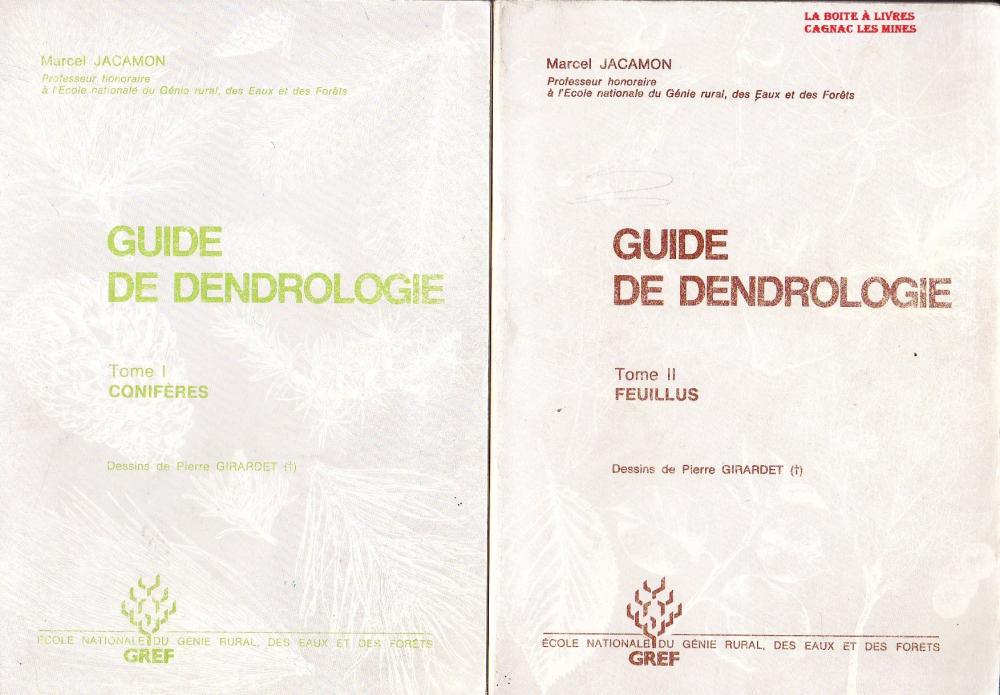 Marcel JACAMON
Professeur honoraire
à l'Ecole nationale du Génie rural, des Eaux et des Forêts
GUIDE
DE DENDROLOGIE
Tome I
CONIFÈRES
Dessins de Pierre GIRARDET (†)
ÉCOLE NATIONALE DU GÉNIE RURAL, DES EAUX ET DES FORÊTS
GREF
LA BOITE À LIVRES
CAGNAC LES MINES
Marcel JACAMON
Professeur honoraire
à l'Ecole nationale du Génie rural, des Eaux et des Forêts
GUIDE
DE DENDROLOGIE
Tome II
FEUILLUS
Dessins de Pierre GIRARDET (†)
ÉCOLE NATIONALE DU GÉNIE RURAL, DES EAUX ET DES FORÊTS
GREF